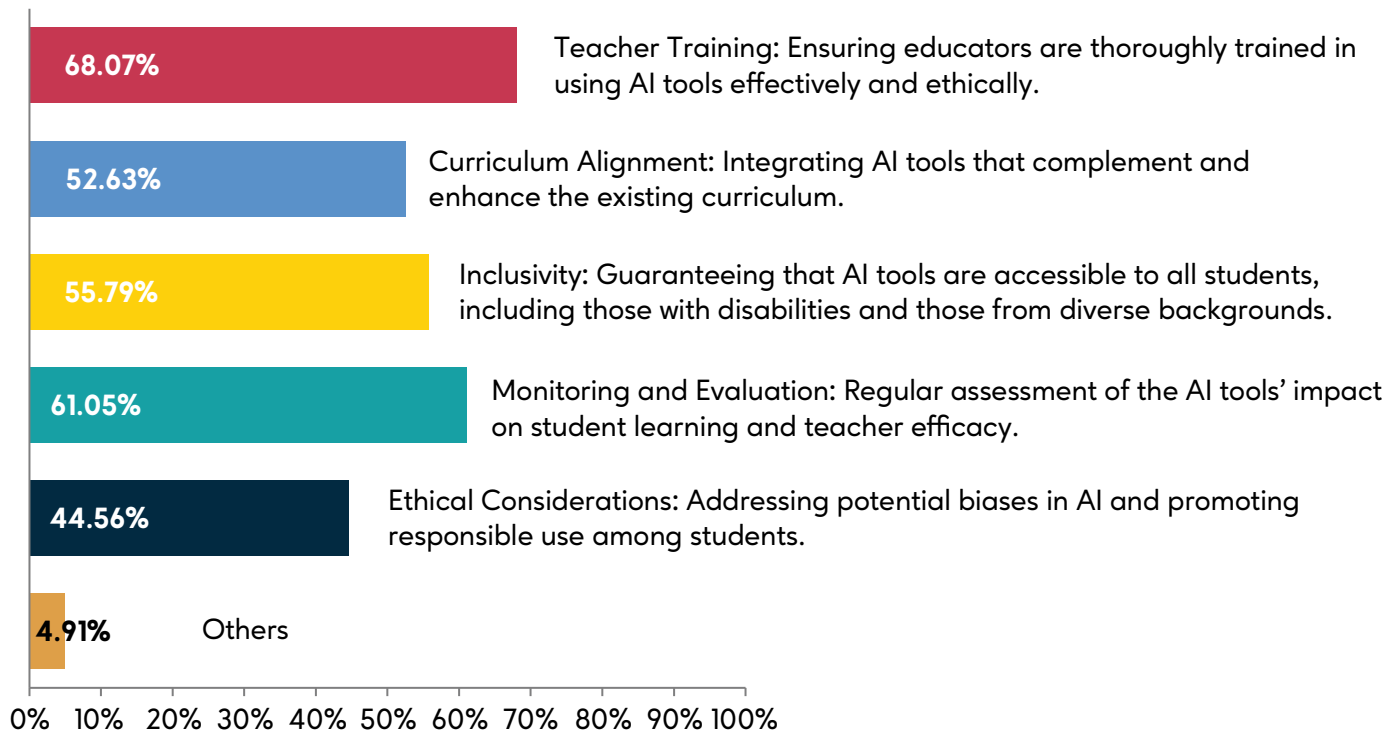 68.07%
Teacher Training: Ensuring educators are thoroughly trained in
using AI tools effectively and ethically.
52.63%
Curriculum Alignment: Integrating AI tools that complement and
enhance the existing curriculum.
55.79%
Inclusivity: Guaranteeing that AI tools are accessible to all students,
including those with disabilities and those from diverse backgrounds.
61.05%
Monitoring and Evaluation: Regular assessment of the AI tools’ impact
on student learning and teacher efficacy.
44.56%
Ethical Considerations: Addressing potential biases in AI and promoting
responsible use among students.
4.91%
Others
0% 10% 20% 30% 40% 50% 60% 70% 80% 90% 100%